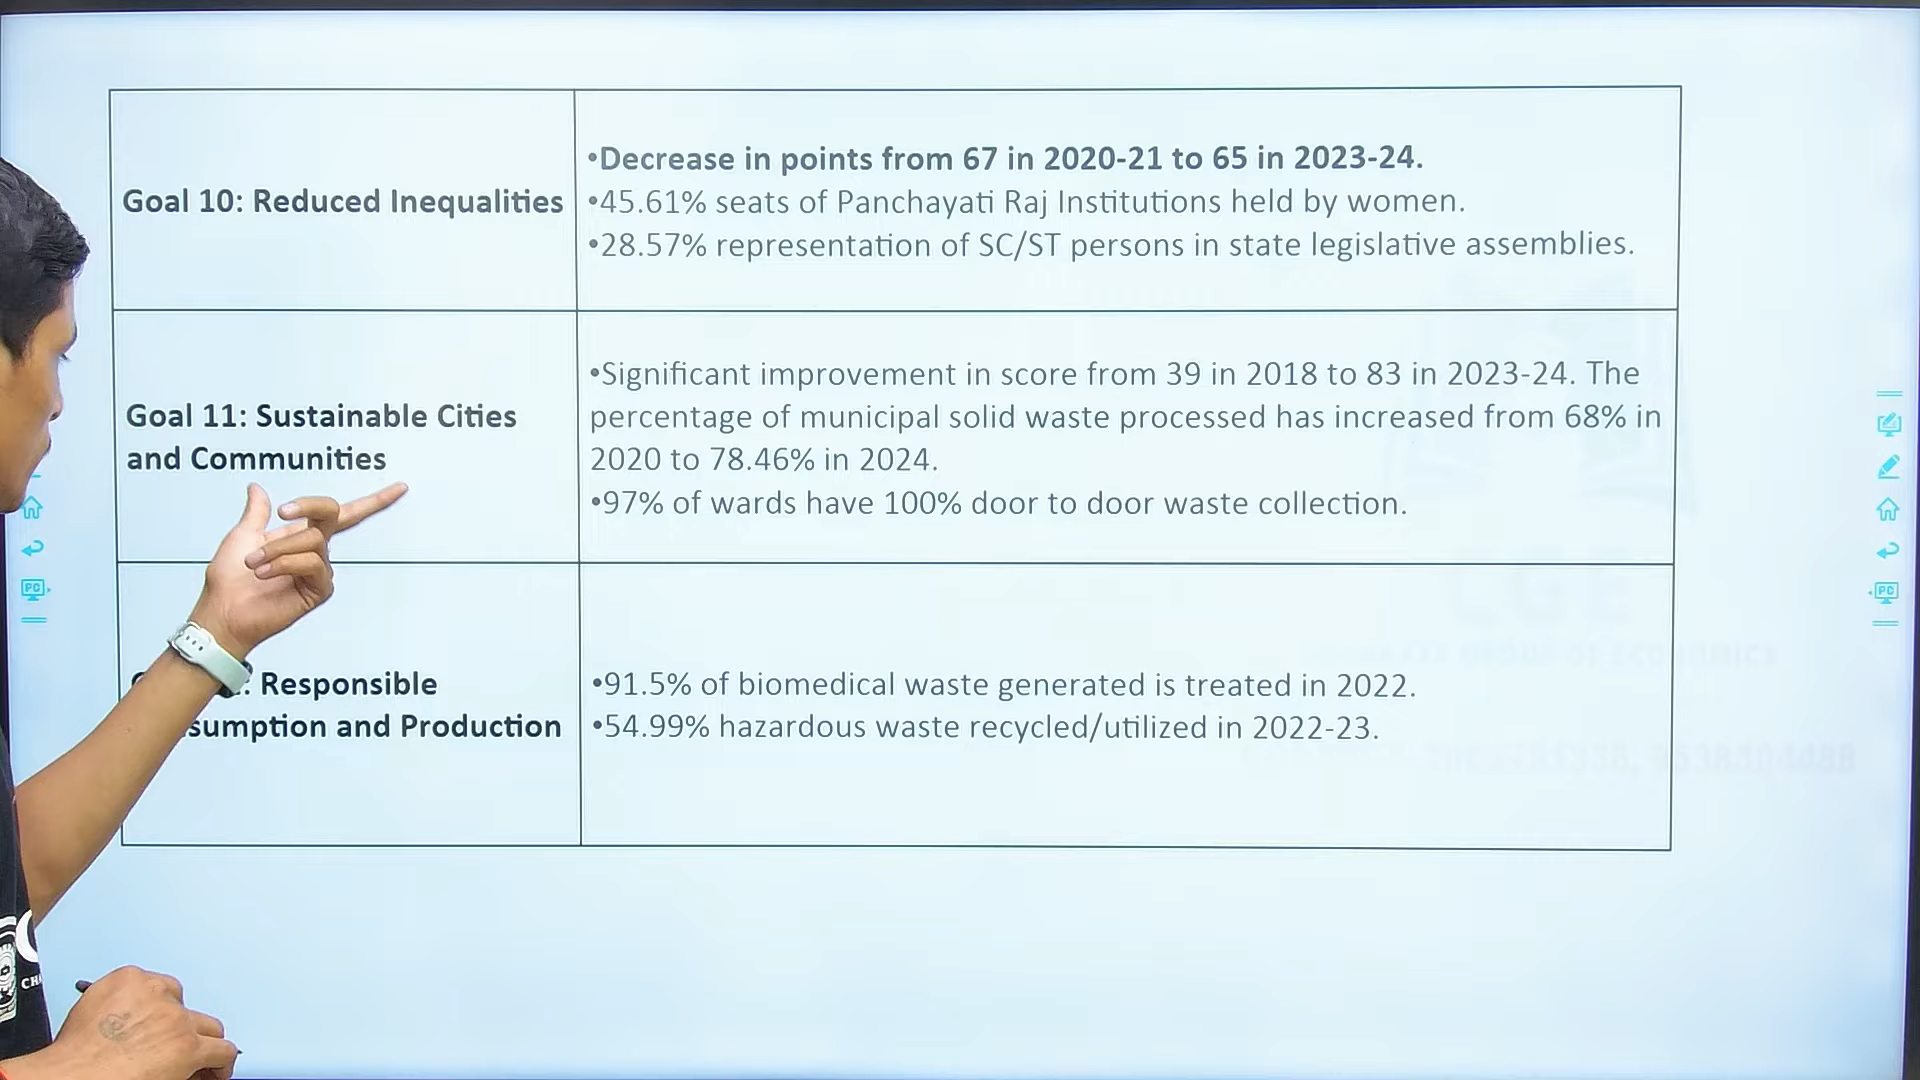 Goal 10: Reduced Inequalities
•Decrease in points from 67 in 2020-21 to 65 in 2023-24.
•45.61% seats of Panchayati Raj Institutions held by women.
•28.57% representation of SC/ST persons in state legislative assemblies.
Goal 11: Sustainable Cities
and Communities
•Significant improvement in score from 39 in 2018 to 83 in 2023-24. The
percentage of municipal solid waste processed has increased from 68% in
2020 to 78.46% in 2024.
•97% of wards have 100% door to door waste collection.
: Responsible
sumption and Production
•91.5% of biomedical waste generated is treated in 2022.
•54.99% hazardous waste recycled/utilized in 2022-23.
PC
PC